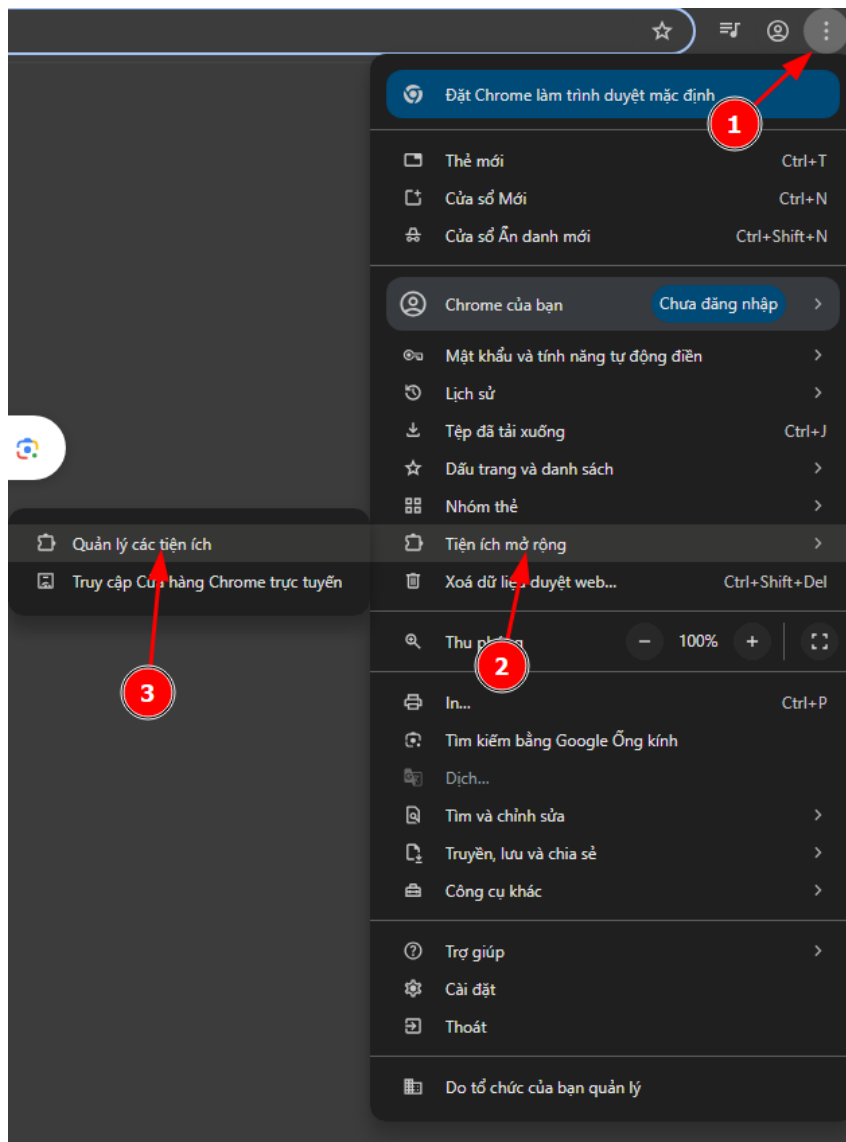 Đặt Chrome làm trình duyệt mặc định
1
Thẻ mới Ctrl+T
Cửa sổ Mới Ctrl+N
Cửa sổ Ẩn danh mới Ctrl+Shift+N
Chrome của bạn Chưa đăng nhập
Mật khẩu và tính năng tự động điền
Lịch sử
Tệp đã tải xuống Ctrl+J
Dấu trang và danh sách
Nhóm thẻ
Quản lý các tiện ích
Tiện ích mở rộng
Truy cập Cửa hàng Chrome trực tuyến
Xoá dữ liệu duyệt web... Ctrl+Shift+Del
Thu phóng − 100% +
2
3
In... Ctrl+P
Tìm kiếm bằng Google Ống kính
Dịch...
Tìm và chỉnh sửa
Truyền, lưu và chia sẻ
Công cụ khác
Trợ giúp
Cài đặt
Thoát
Do tổ chức của bạn quản lý